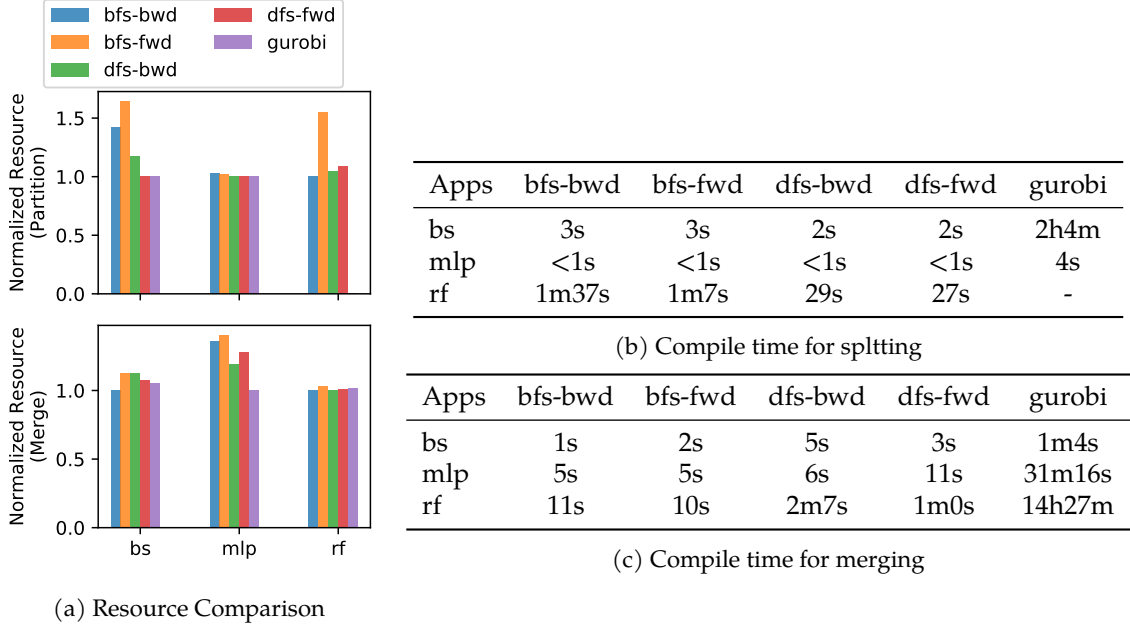 bfs-bwd
bfs-fwd
dfs-bwd
dfs-fwd
gurobi
Normalized Resource
(Partition)
1.5
1.0
0.5
0.0
Normalized Resource
(Merge)
1.0
0.5
0.0
bs mlp rf
(a) Resource Comparison
Apps bfs-bwd bfs-fwd dfs-bwd dfs-fwd gurobi
bs 3s 3s 2s 2s 2h4m
mlp <1s <1s <1s <1s 4s
rf 1m37s 1m7s 29s 27s -
(b) Compile time for spltting
Apps bfs-bwd bfs-fwd dfs-bwd dfs-fwd gurobi
bs 1s 2s 5s 3s 1m4s
mlp 5s 5s 6s 11s 31m16s
rf 11s 10s 2m7s 1m0s 14h27m
(c) Compile time for merging